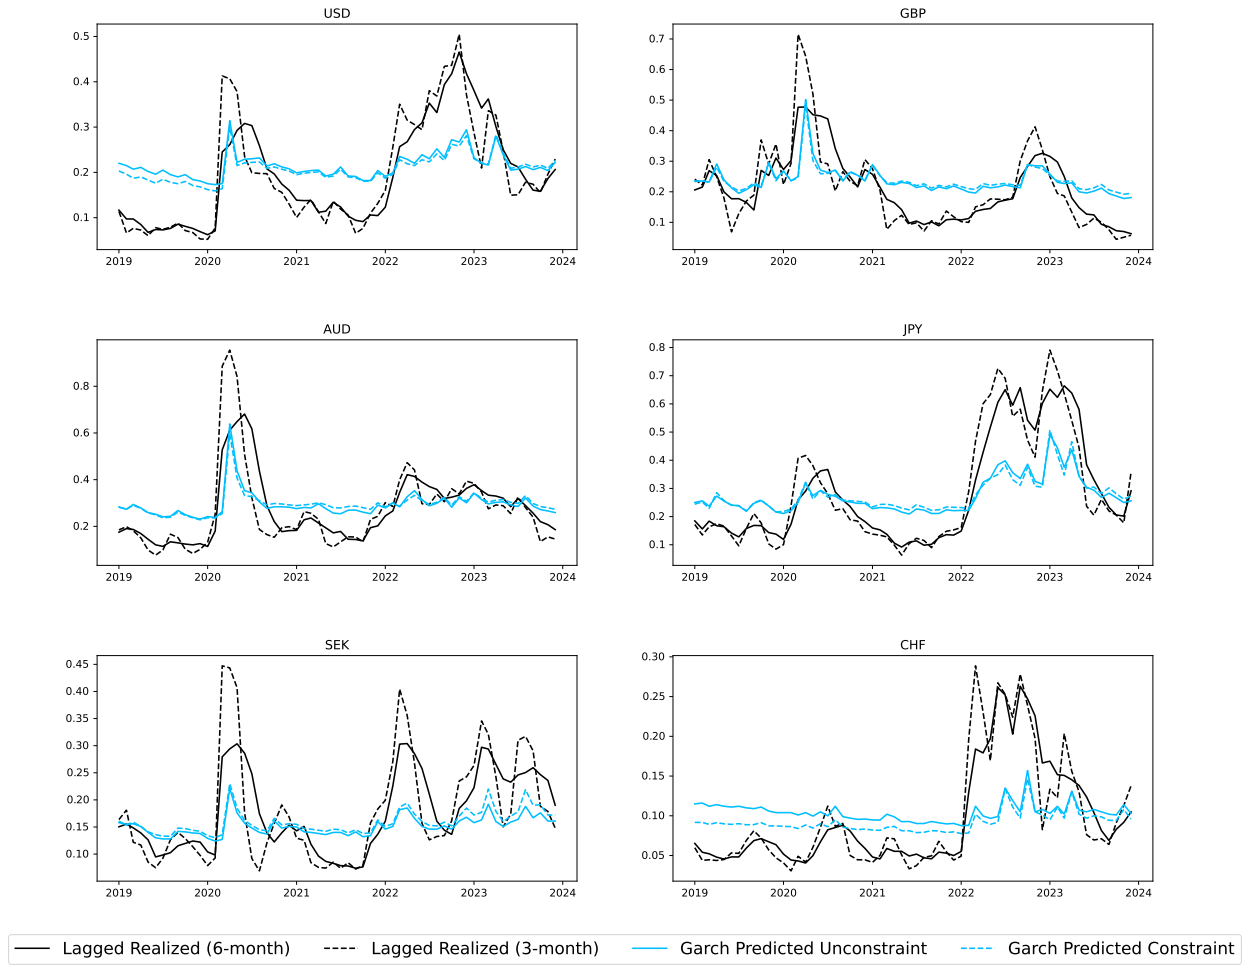 USD
0.5
0.4
0.3
0.2
0.1
2019 2020 2021 2022 2023 2024
GBP
0.7
0.6
0.5
0.4
0.3
0.2
0.1
2019 2020 2021 2022 2023 2024
AUD
0.8
0.6
0.4
0.2
2019 2020 2021 2022 2023 2024
JPY
0.8
0.7
0.6
0.5
0.4
0.3
0.2
0.1
2019 2020 2021 2022 2023 2024
SEK
0.45
0.40
0.35
0.30
0.25
0.20
0.15
0.10
2019 2020 2021 2022 2023 2024
CHF
0.30
0.25
0.20
0.15
0.10
0.05
2019 2020 2021 2022 2023 2024
Lagged Realized (6-month) Lagged Realized (3-month) Garch Predicted Unconstraint Garch Predicted Constraint